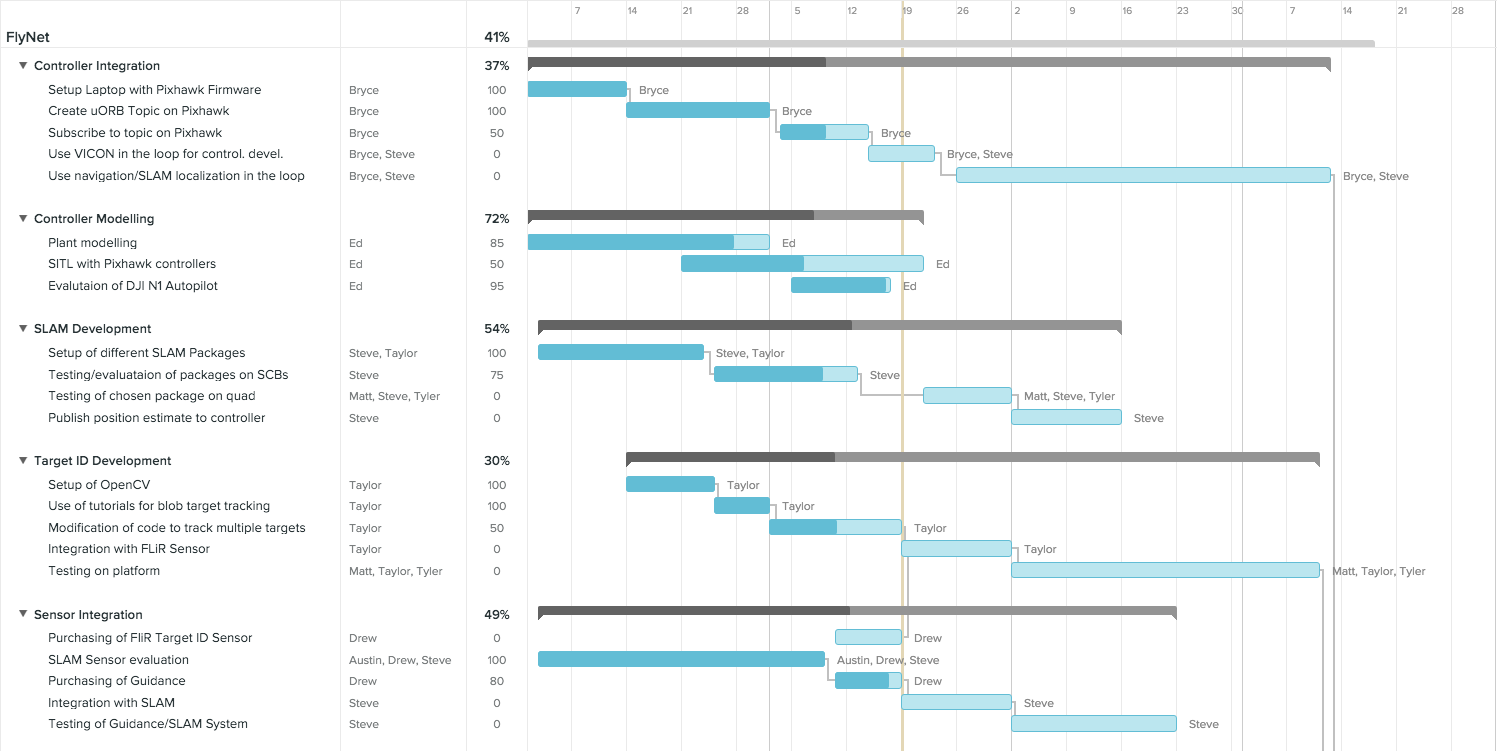 7 14 21 28 5 12 19 26 2 9 16 23 30 7 14 21 28
FlyNet 41%
Controller Integration 37%
Setup Laptop with Pixhawk Firmware Bryce 100 Bryce
Create uORB Topic on Pixhawk Bryce 100 Bryce
Subscribe to topic on Pixhawk Bryce 50 Bryce
Use VICON in the loop for control. devel. Bryce, Steve 0 Bryce, Steve
Use navigation/SLAM localization in the loop Bryce, Steve 0 Bryce, Steve
Controller Modelling 72%
Plant modelling Ed 85 Ed
SITL with Pixhawk controllers Ed 50 Ed
Evalutaion of DJI N1 Autopilot Ed 95 Ed
SLAM Development 54%
Setup of different SLAM Packages Steve, Taylor 100 Steve, Taylor
Testing/evaluataion of packages on SCBs Steve 75 Steve
Testing of chosen package on quad Matt, Steve, Tyler 0 Matt, Steve, Tyler
Publish position estimate to controller Steve 0 Steve
Target ID Development 30%
Setup of OpenCV Taylor 100 Taylor
Use of tutorials for blob target tracking Taylor 100 Taylor
Modification of code to track multiple targets Taylor 50 Taylor
Integration with FLiR Sensor Taylor 0 Taylor
Testing on platform Matt, Taylor, Tyler 0 Matt, Taylor, Tyler
Sensor Integration 49%
Purchasing of FliR Target ID Sensor Drew 0 Drew
SLAM Sensor evaluation Austin, Drew, Steve 100 Austin, Drew, Steve
Purchasing of Guidance Drew 80 Drew
Integration with SLAM Steve 0 Steve
Testing of Guidance/SLAM System Steve 0 Steve